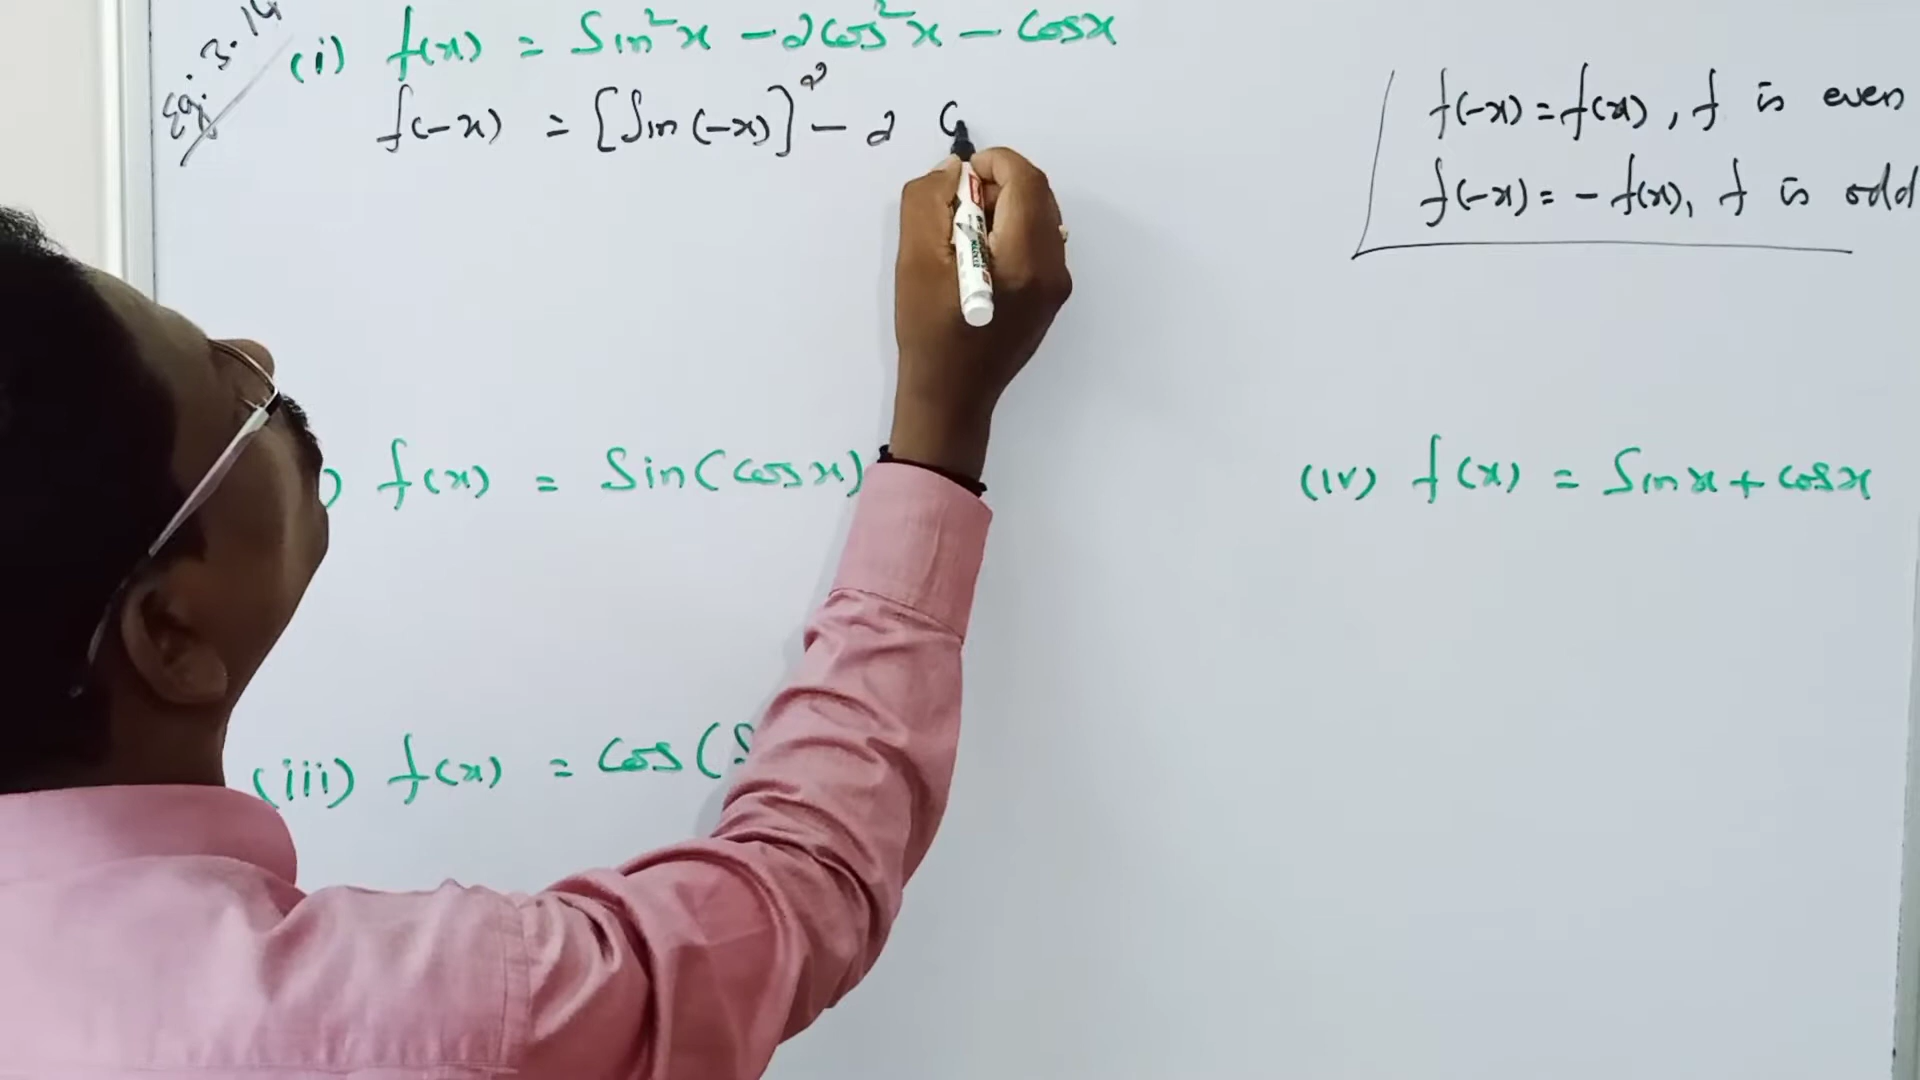 Eg. 3.14
(i) f(x) = Sin²x - 2cos²x - Cosx
f(-x) = [Sin(-x)]² - 2 C
f(-x) = f(x), f is even
f(-x) = - f(x), f is odd
) f(x) = Sin(Cosx)
(iv) f(x) = Sinx + cosx
(iii) f(x) = Cos(S